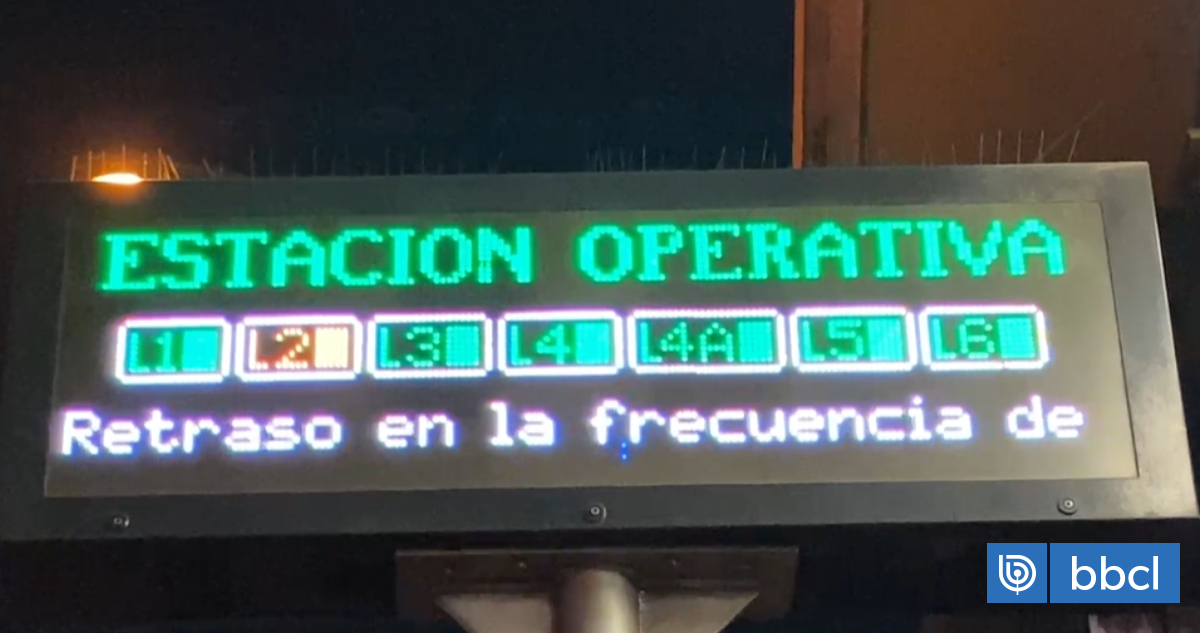 ESTACION OPERATIVA
L1 L2 L3 L4 L4A L5 L6
Retraso en la frecuencia de
bbcl